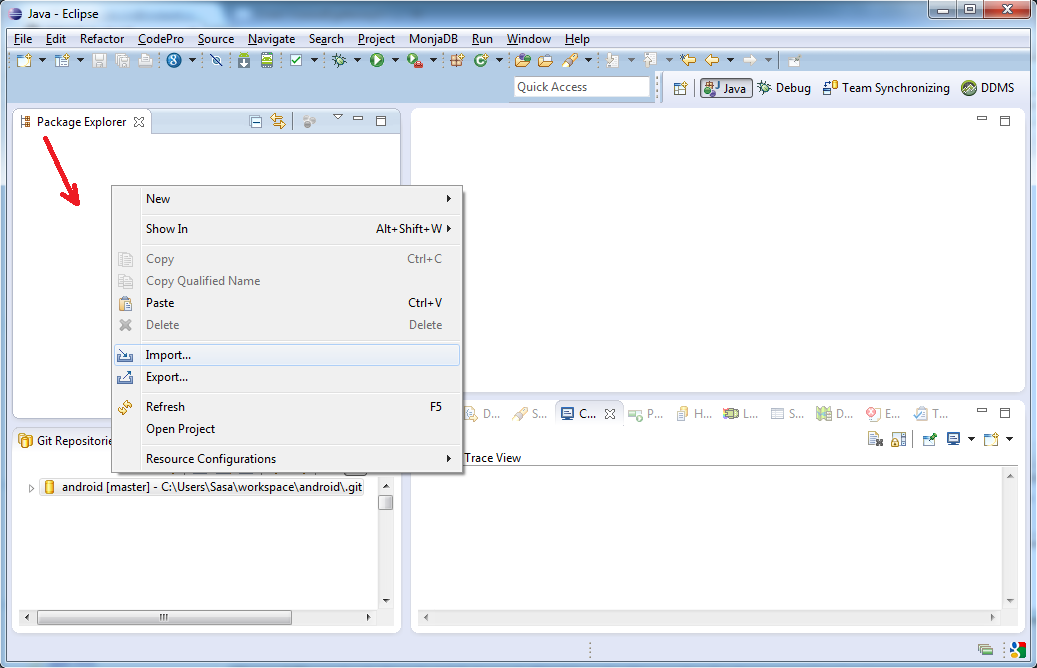 Java - Eclipse
File Edit Refactor CodePro Source Navigate Search Project MonjaDB Run Window Help
Quick Access
Java Debug Team Synchronizing DDMS
Package Explorer
New
Show In Alt+Shift+W
Copy Ctrl+C
Copy Qualified Name
Paste Ctrl+V
Delete Delete
Import...
Export...
Refresh F5
Open Project
Resource Configurations
D... S... C... P... H... L... S... D... E... T...
Git Repositorie
Trace View
android [master] - C:\Users\Sasa\workspace\android\.git